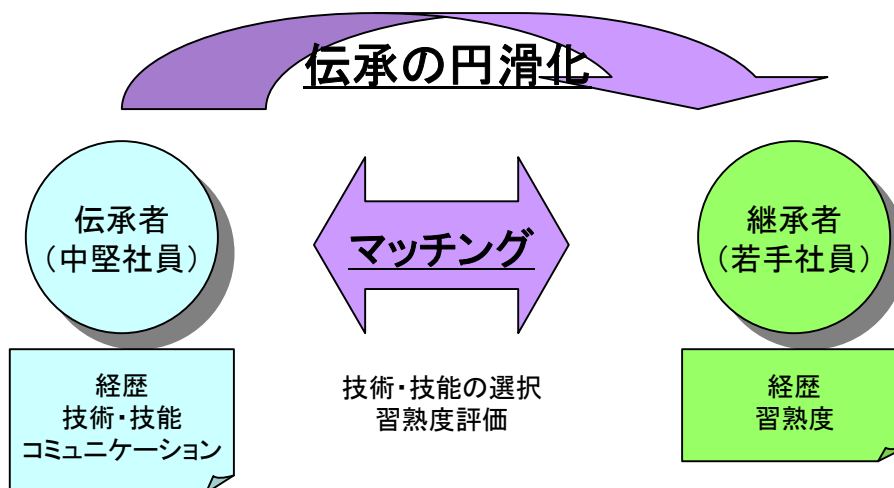 伝承の円滑化
伝承者
（中堅社員）
マッチング
継承者
（若手社員）
経歴
技術・技能
コミュニケーション
技術・技能の選択
習熟度評価
経歴
習熟度